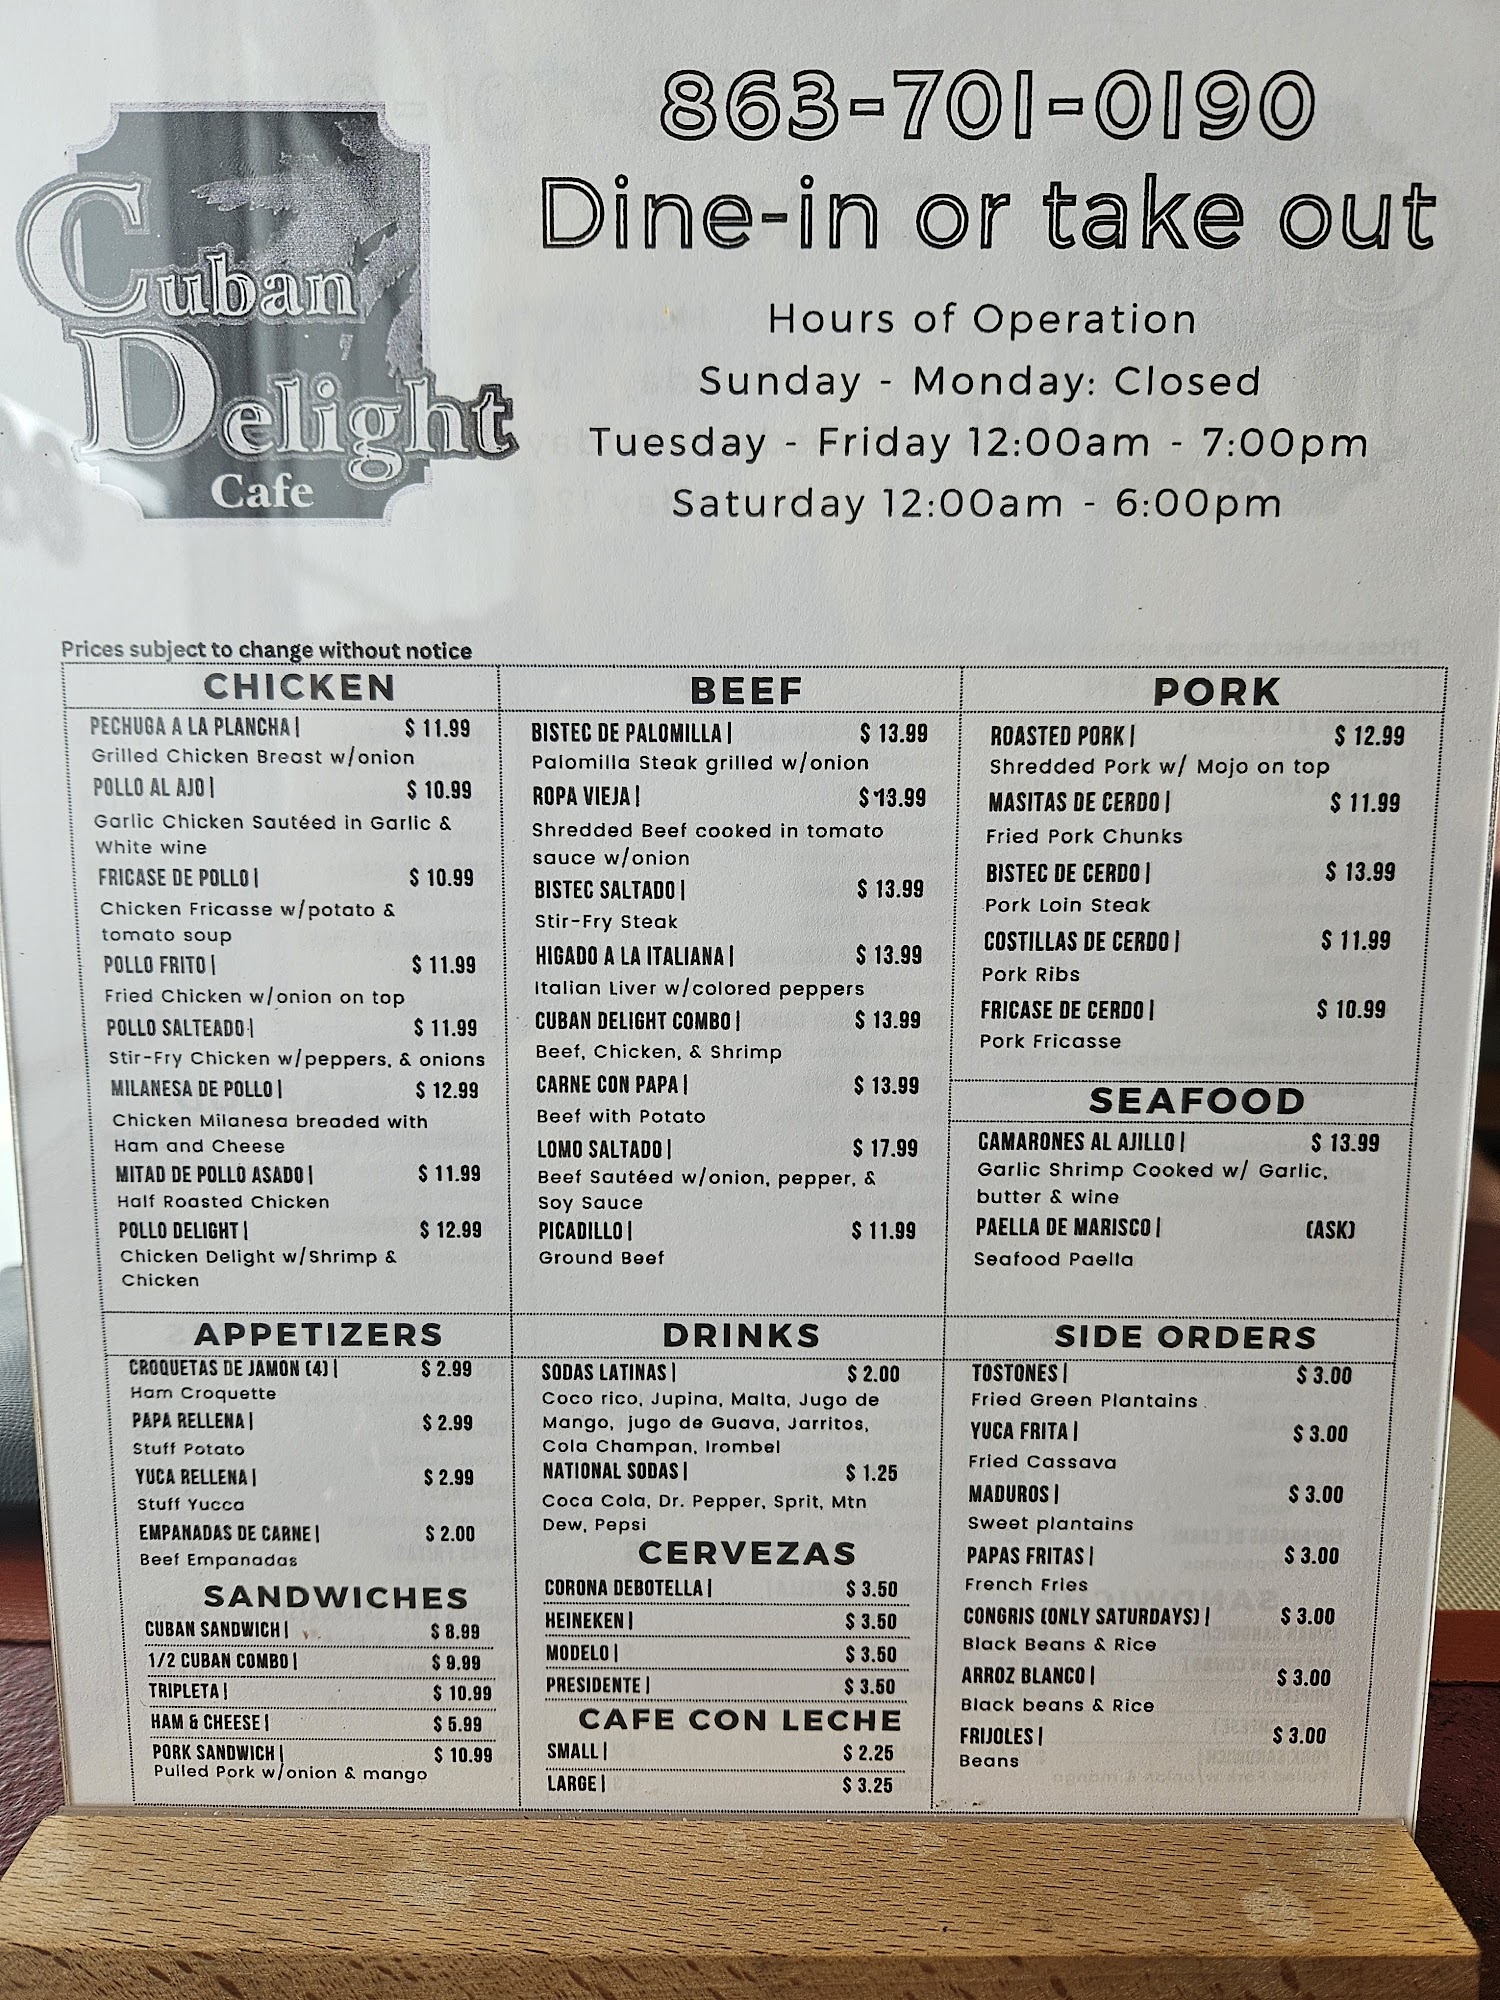 863-701-0190
Dine-in or take out
Cuban
Delight
Cafe
Hours of Operation
Sunday - Monday: Closed
Tuesday - Friday 12:00am - 7:00pm
Saturday 12:00am - 6:00pm
Prices subject to change without notice
CHICKEN
PECHUGA A LA PLANCHA | $ 11.99
Grilled Chicken Breast w/onion
POLLO AL AJO | $ 10.99
Garlic Chicken Sautéed in Garlic &
White wine
FRICASE DE POLLO | $ 10.99
Chicken Fricasse w/potato &
tomato soup
POLLO FRITO | $ 11.99
Fried Chicken w/onion on top
POLLO SALTEADO | $ 11.99
Stir-Fry Chicken w/peppers, & onions
MILANESA DE POLLO | $ 12.99
Chicken Milanesa breaded with
Ham and Cheese
MITAD DE POLLO ASADO | $ 11.99
Half Roasted Chicken
POLLO DELIGHT | $ 12.99
Chicken Delight w/Shrimp &
Chicken
BEEF
BISTEC DE PALOMILLA | $ 13.99
Palomilla Steak grilled w/onion
ROPA VIEJA | $ 13.99
Shredded Beef cooked in tomato
sauce w/onion
BISTEC SALTADO | $ 13.99
Stir-Fry Steak
HIGADO A LA ITALIANA | $ 13.99
Italian Liver w/colored peppers
CUBAN DELIGHT COMBO | $ 13.99
Beef, Chicken, & Shrimp
CARNE CON PAPA | $ 13.99
Beef with Potato
LOMO SALTADO | $ 17.99
Beef Sautéed w/onion, pepper, &
Soy Sauce
PICADILLO | $ 11.99
Ground Beef
PORK
ROASTED PORK | $ 12.99
Shredded Pork w/ Mojo on top
MASITAS DE CERDO | $ 11.99
Fried Pork Chunks
BISTEC DE CERDO | $ 13.99
Pork Loin Steak
COSTILLAS DE CERDO | $ 11.99
Pork Ribs
FRICASE DE CERDO | $ 10.99
Pork Fricasse
SEAFOOD
CAMARONES AL AJILLO | $ 13.99
Garlic Shrimp Cooked w/ Garlic,
butter & wine
PAELLA DE MARISCO | (ASK)
Seafood Paella
APPETIZERS
CROQUETAS DE JAMON (4) | $ 2.99
Ham Croquette
PAPA RELLENA | $ 2.99
Stuff Potato
YUCA RELLENA | $ 2.99
Stuff Yucca
EMPANADAS DE CARNE | $ 2.00
Beef Empanadas
SANDWICHES
CUBAN SANDWICH | $ 8.99
1/2 CUBAN COMBO | $ 9.99
TRIPLETA | $ 10.99
HAM & CHEESE | $ 5.99
PORK SANDWICH | $ 10.99
Pulled Pork w/onion & mango
DRINKS
SODAS LATINAS | $ 2.00
Coco rico, Jupina, Malta, Jugo de
Mango, jugo de Guava, Jarritos,
Cola Champan, Irombel
NATIONAL SODAS | $ 1.25
Coca Cola, Dr. Pepper, Sprit, Mtn
Dew, Pepsi
CERVEZAS
CORONA DEBOTELLA | $ 3.50
HEINEKEN | $ 3.50
MODELO | $ 3.50
PRESIDENTE | $ 3.50
CAFE CON LECHE
SMALL | $ 2.25
LARGE | $ 3.25
SIDE ORDERS
TOSTONES | $ 3.00
Fried Green Plantains
YUCA FRITA | $ 3.00
Fried Cassava
MADUROS | $ 3.00
Sweet plantains
PAPAS FRITAS | $ 3.00
French Fries
CONGRIS (ONLY SATURDAYS) | $ 3.00
Black Beans & Rice
ARROZ BLANCO | $ 3.00
Black beans & Rice
FRIJOLES | $ 3.00
Beans